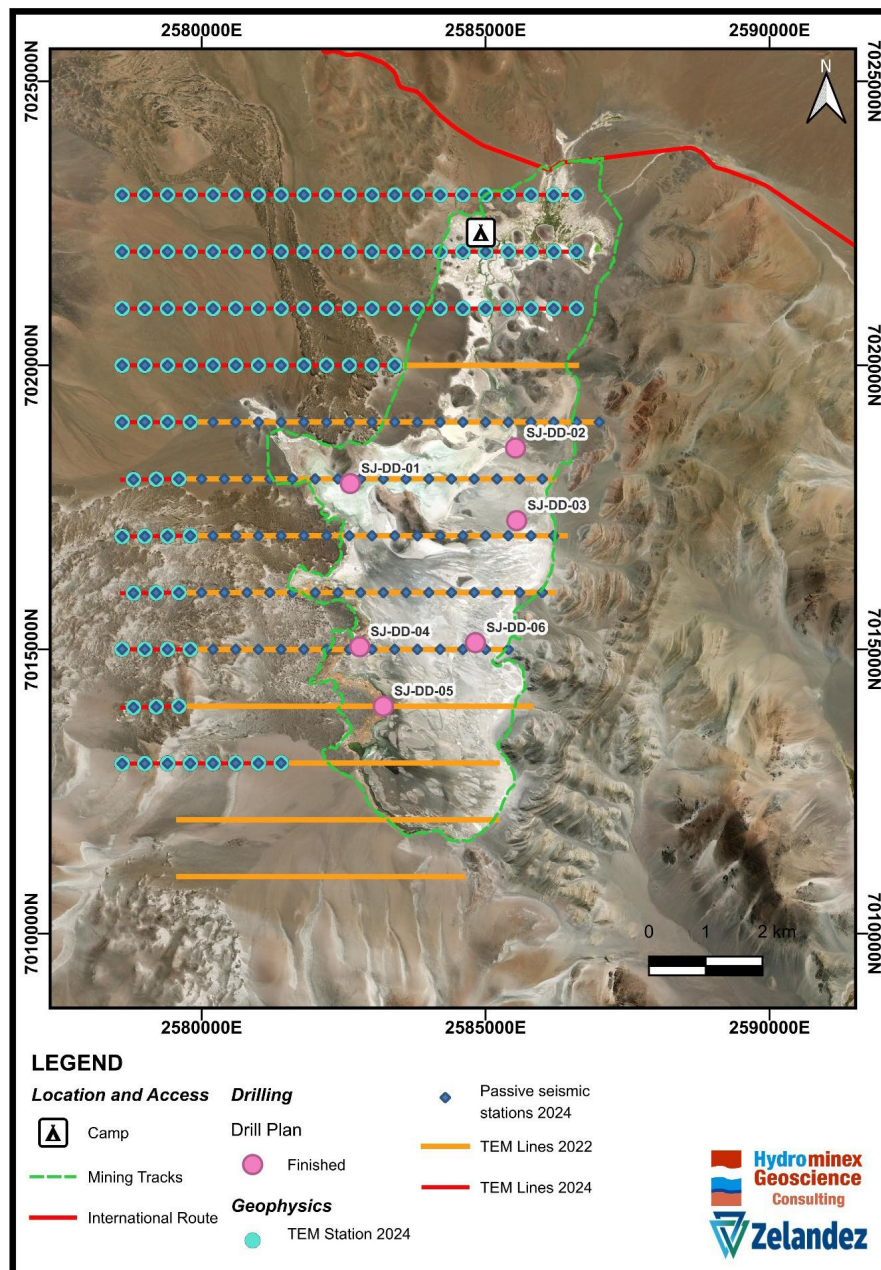 2580000E 2585000E 2590000E
7025000N 7025000N
N
7020000N 7020000N
SJ-DD-02
SJ-DD-01
SJ-DD-03
SJ-DD-04 SJ-DD-06
7015000N 7015000N
SJ-DD-05
7010000N 7010000N
0 1 2 km
2580000E 2585000E 2590000E
LEGEND
Location and Access
Camp
Mining Tracks
International Route
Drilling
Drill Plan
Finished
Geophysics
TEM Station 2024
Passive seismic
stations 2024
TEM Lines 2022
TEM Lines 2024
Hydrominex
Geoscience
Consulting
Zelandez